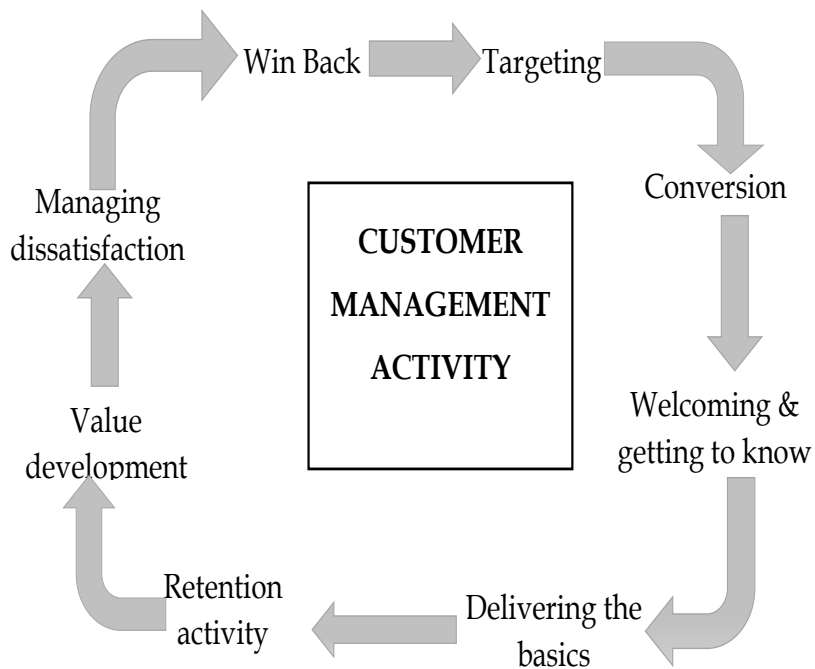 Win Back
Targeting
Conversion
Managing
dissatisfaction
CUSTOMER
MANAGEMENT
ACTIVITY
Welcoming &
getting to know
Value
development
Retention
activity
Delivering the
basics